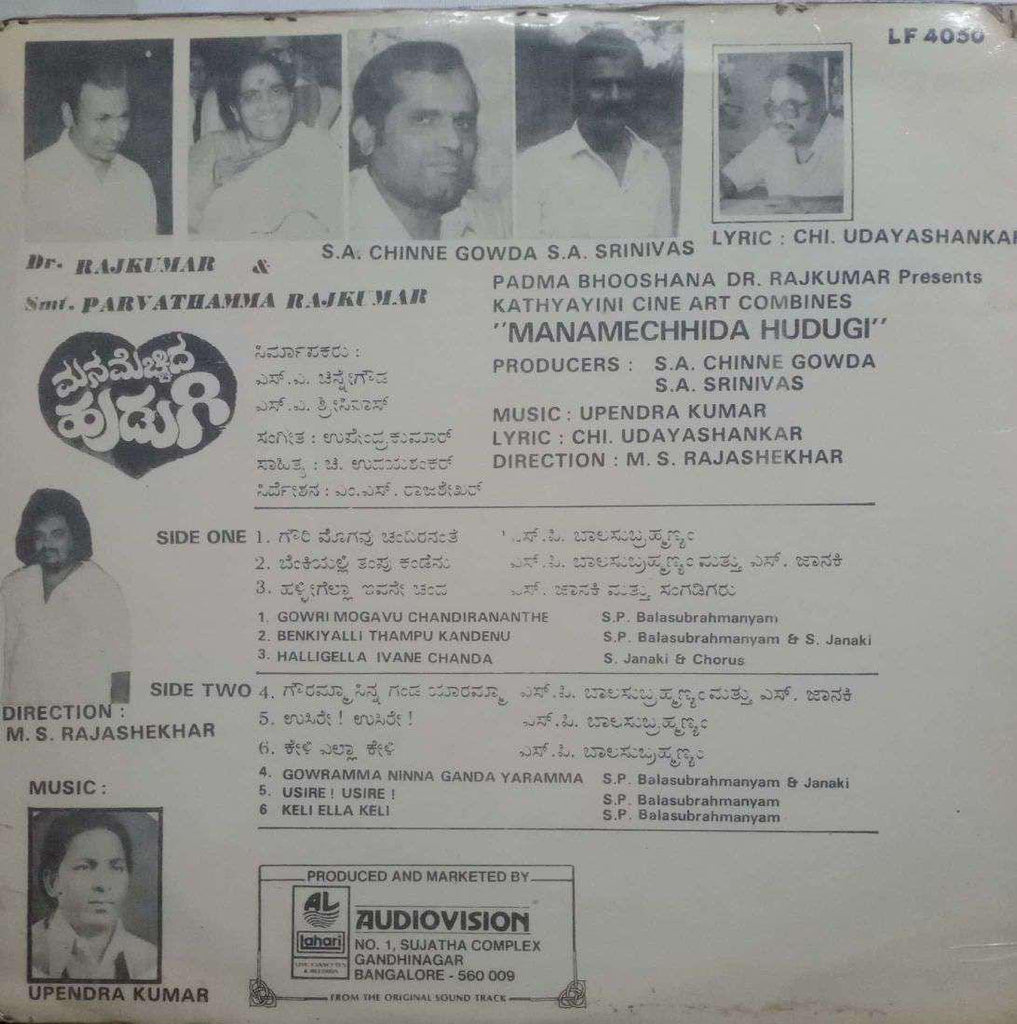 LF 4050
LYRIC : CHI. UDAYASHANKAR
S.A. CHINNE GOWDA S.A. SRINIVAS
Dr. RAJKUMAR &
Smt. PARVATHAMMA RAJKUMAR
PADMA BHOOSHANA DR. RAJKUMAR Presents
KATHYAYINI CINE ART COMBINES
"MANAMECHHIDA HUDUGI"
PRODUCERS : S.A. CHINNE GOWDA
S.A. SRINIVAS
MUSIC : UPENDRA KUMAR
LYRIC : CHI. UDAYASHANKAR
DIRECTION : M. S. RAJASHEKHAR
ಮನಮೆಚ್ಚಿದ
ಹುಡುಗಿ
ನಿರ್ಮಾಪಕರು :
ಎಸ್.ಎ. ಚಿನ್ನೇಗೌಡ
ಎಸ್.ಎ. ಶ್ರೀನಿವಾಸ್
ಸಂಗೀತ : ಉಪೇಂದ್ರಕುಮಾರ್
ಸಾಹಿತ್ಯ : ಚಿ. ಉದಯಶಂಕರ್
ನಿರ್ದೇಶನ : ಎಂ.ಎಸ್. ರಾಜಶೇಖರ್
SIDE ONE 1. ಗೌರಿ ಮೊಗವು ಚಂದಿರನಂತೆ ಎಸ್.ಪಿ. ಬಾಲಸುಬ್ರಹ್ಮಣ್ಯಂ
2. ಬೆಂಕಿಯಲ್ಲಿ ತಂಪು ಕಂಡೆನು ಎಸ್.ಪಿ. ಬಾಲಸುಬ್ರಹ್ಮಣ್ಯಂ ಮತ್ತು ಎಸ್. ಜಾನಕಿ
3. ಹಳ್ಳೀಗೆಲ್ಲಾ ಇವನೇ ಚಂದ ಎಸ್. ಜಾನಕಿ ಮತ್ತು ಸಂಗಡಿಗರು
1. GOWRI MOGAVU CHANDIRANANTHE S.P. Balasubrahmanyam
2. BENKIYALLI THAMPU KANDENU S.P. Balasubrahmanyam & S. Janaki
3. HALLIGELLA IVANE CHANDA S. Janaki & Chorus
SIDE TWO 4. ಗೌರಮ್ಮಾ ನಿನ್ನ ಗಂಡ ಯಾರಮ್ಮಾ ಎಸ್.ಪಿ. ಬಾಲಸುಬ್ರಹ್ಮಣ್ಯಂ ಮತ್ತು ಎಸ್. ಜಾನಕಿ
5. ಉಸಿರೇ ! ಉಸಿರೇ ! ಎಸ್.ಪಿ. ಬಾಲಸುಬ್ರಹ್ಮಣ್ಯಂ
6. ಕೇಳಿ ಎಲ್ಲಾ ಕೇಳಿ ಎಸ್.ಪಿ. ಬಾಲಸುಬ್ರಹ್ಮಣ್ಯಂ
4. GOWRAMMA NINNA GANDA YARAMMA S.P. Balasubrahmanyam & Janaki
5. USIRE ! USIRE ! S.P. Balasubrahmanyam
6 KELI ELLA KELI S.P. Balasubrahmanyam
DIRECTION :
M. S. RAJASHEKHAR
MUSIC :
UPENDRA KUMAR
PRODUCED AND MARKETED BY
AL
lahari
AUDIOVISION
NO. 1, SUJATHA COMPLEX
GANDHINAGAR
BANGALORE - 560 009
FROM THE ORIGINAL SOUND TRACK